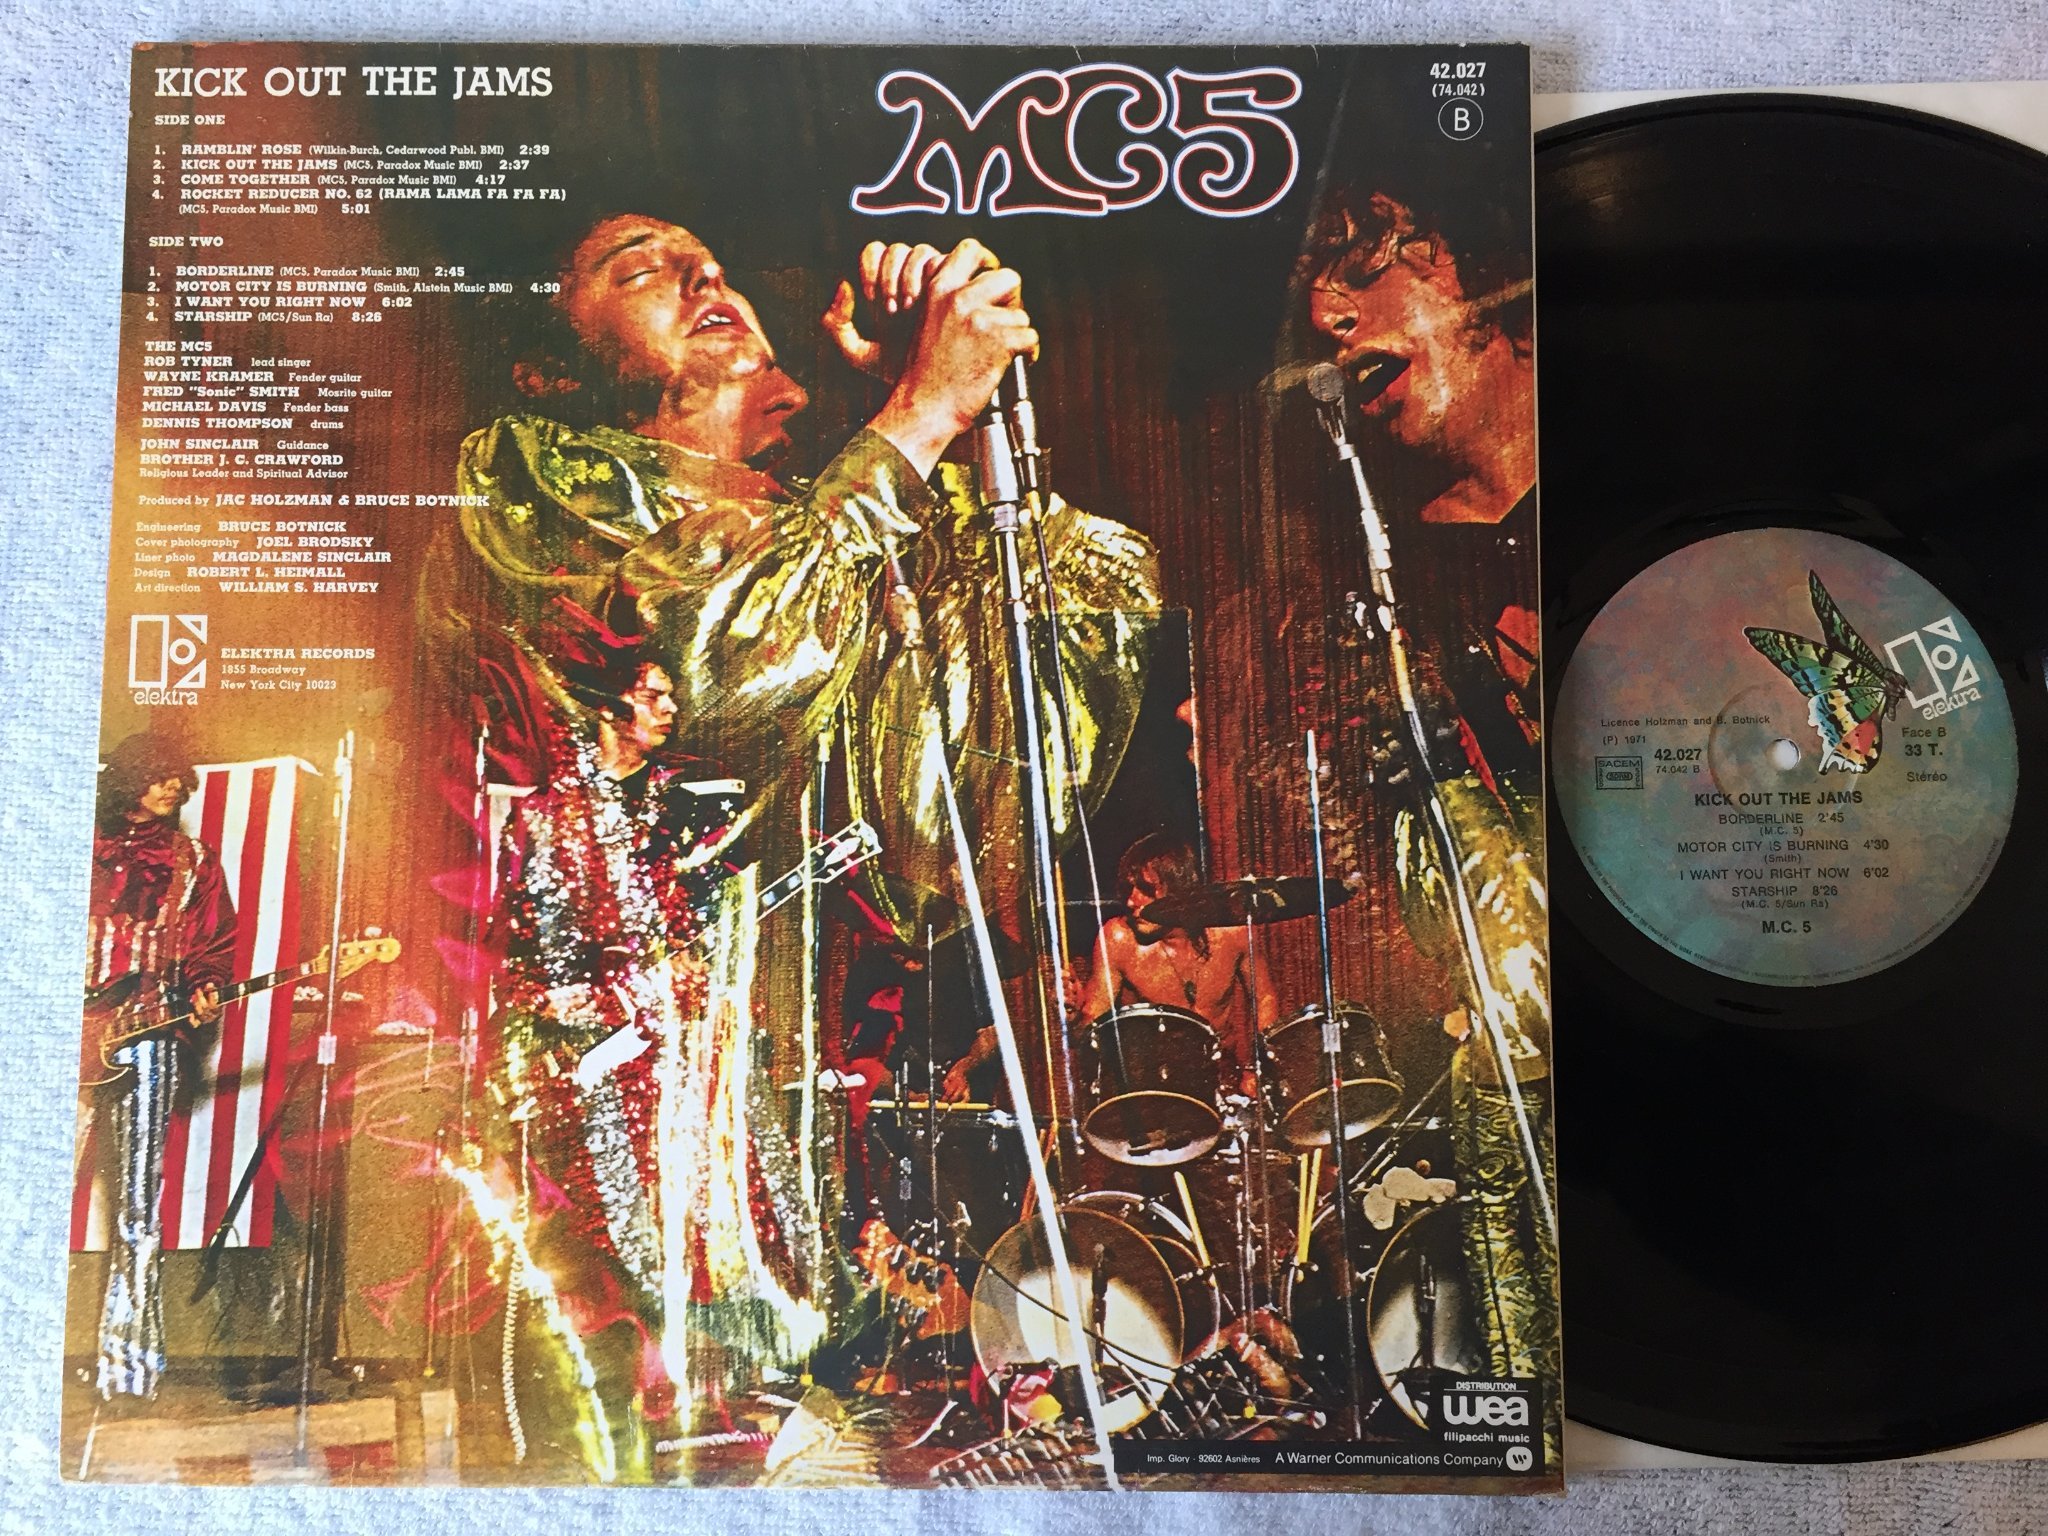 KICK OUT THE JAMS
SIDE ONE
1. RAMBLIN' ROSE (Wilkin-Burch, Cedarwood Publ. BMI) 2:39
2. KICK OUT THE JAMS (MC5, Paradox Music BMI) 2:37
3. COME TOGETHER (MC5, Paradox Music BMI) 4:17
4. ROCKET REDUCER NO. 62 (RAMA LAMA FA FA FA)
(MC5, Paradox Music BMI) 5:01
SIDE TWO
1. BORDERLINE (MC5, Paradox Music BMI) 2:45
2. MOTOR CITY IS BURNING (Smith, Alstein Music BMI) 4:30
3. I WANT YOU RIGHT NOW 6:02
4. STARSHIP (MC5/Sun Ra) 8:26
THE MC5
ROB TYNER lead singer
WAYNE KRAMER Fender guitar
FRED "Sonic" SMITH Mosrite guitar
MICHAEL DAVIS Fender bass
DENNIS THOMPSON drums
JOHN SINCLAIR Guidance
BROTHER J. C. CRAWFORD
Religious Leader and Spiritual Advisor
Produced by JAC HOLZMAN & BRUCE BOTNICK
Engineering BRUCE BOTNICK
Cover photography JOEL BRODSKY
Liner photo MAGDALENE SINCLAIR
Design ROBERT L. HEIMALL
Art direction WILLIAM S. HARVEY
elektra
ELEKTRA RECORDS
1855 Broadway
New York City 10023
MC5
42.027
(74.042)
B
DISTRIBUTION
wea
filipacchi music
Imp. Glory - 92602 Asnières A Warner Communications Company
elektra
Licence Holzman and B. Botnick
(P) 1971
SACEM
SDRM
42.027
74.042 B
Face B
33 T.
Stéréo
KICK OUT THE JAMS
BORDERLINE 2'45
(M.C. 5)
MOTOR CITY IS BURNING 4'30
(Smith)
I WANT YOU RIGHT NOW 6'02
STARSHIP 8'26
(M.C. 5/Sun Ra)
M.C. 5